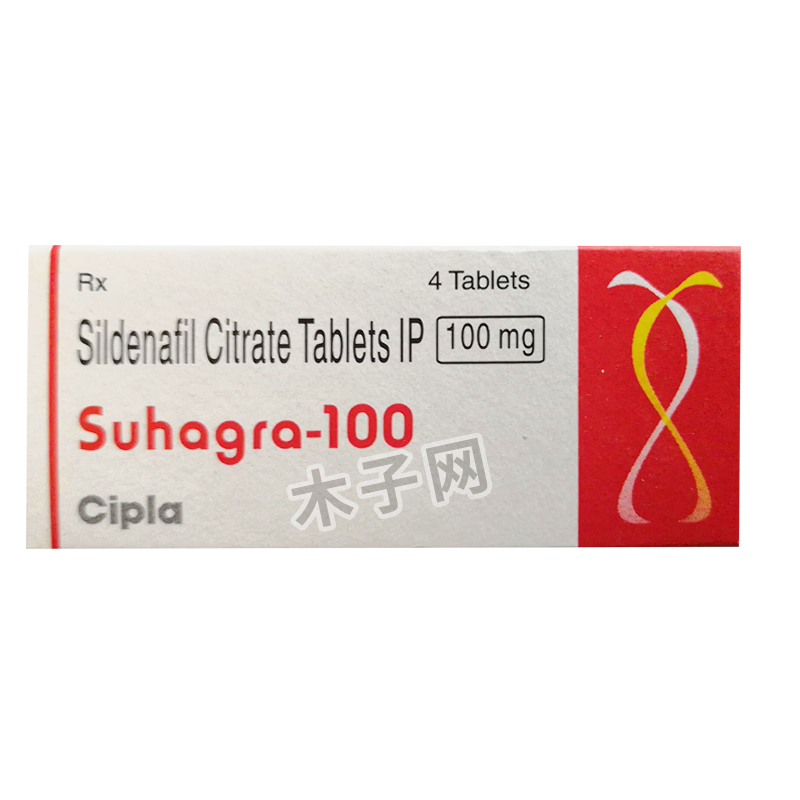 Rx
4 Tablets
Sildenafil Citrate Tablets IP 100 mg
Suhagra-100
木子网
Cipla